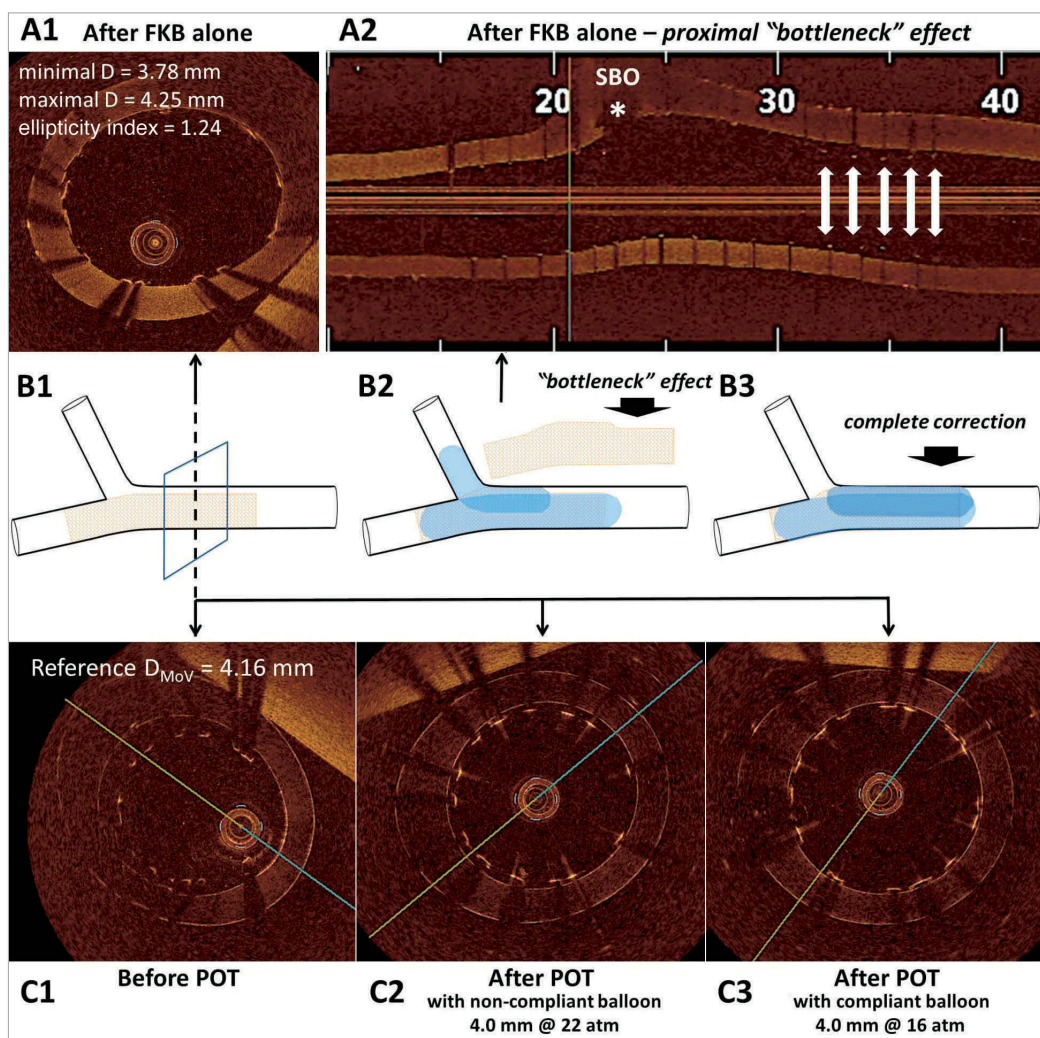 A1
After FKB alone
minimal D = 3.78 mm
maximal D = 4.25 mm
ellipticity index = 1.24
A2
After FKB alone – proximal “bottleneck” effect
SBO
*
20
30
40
B1
B2
“bottleneck” effect
B3
complete correction
Reference DMoV = 4.16 mm
C1
Before POT
C2
After POT
with non-compliant balloon
4.0 mm @ 22 atm
C3
After POT
with compliant balloon
4.0 mm @ 16 atm